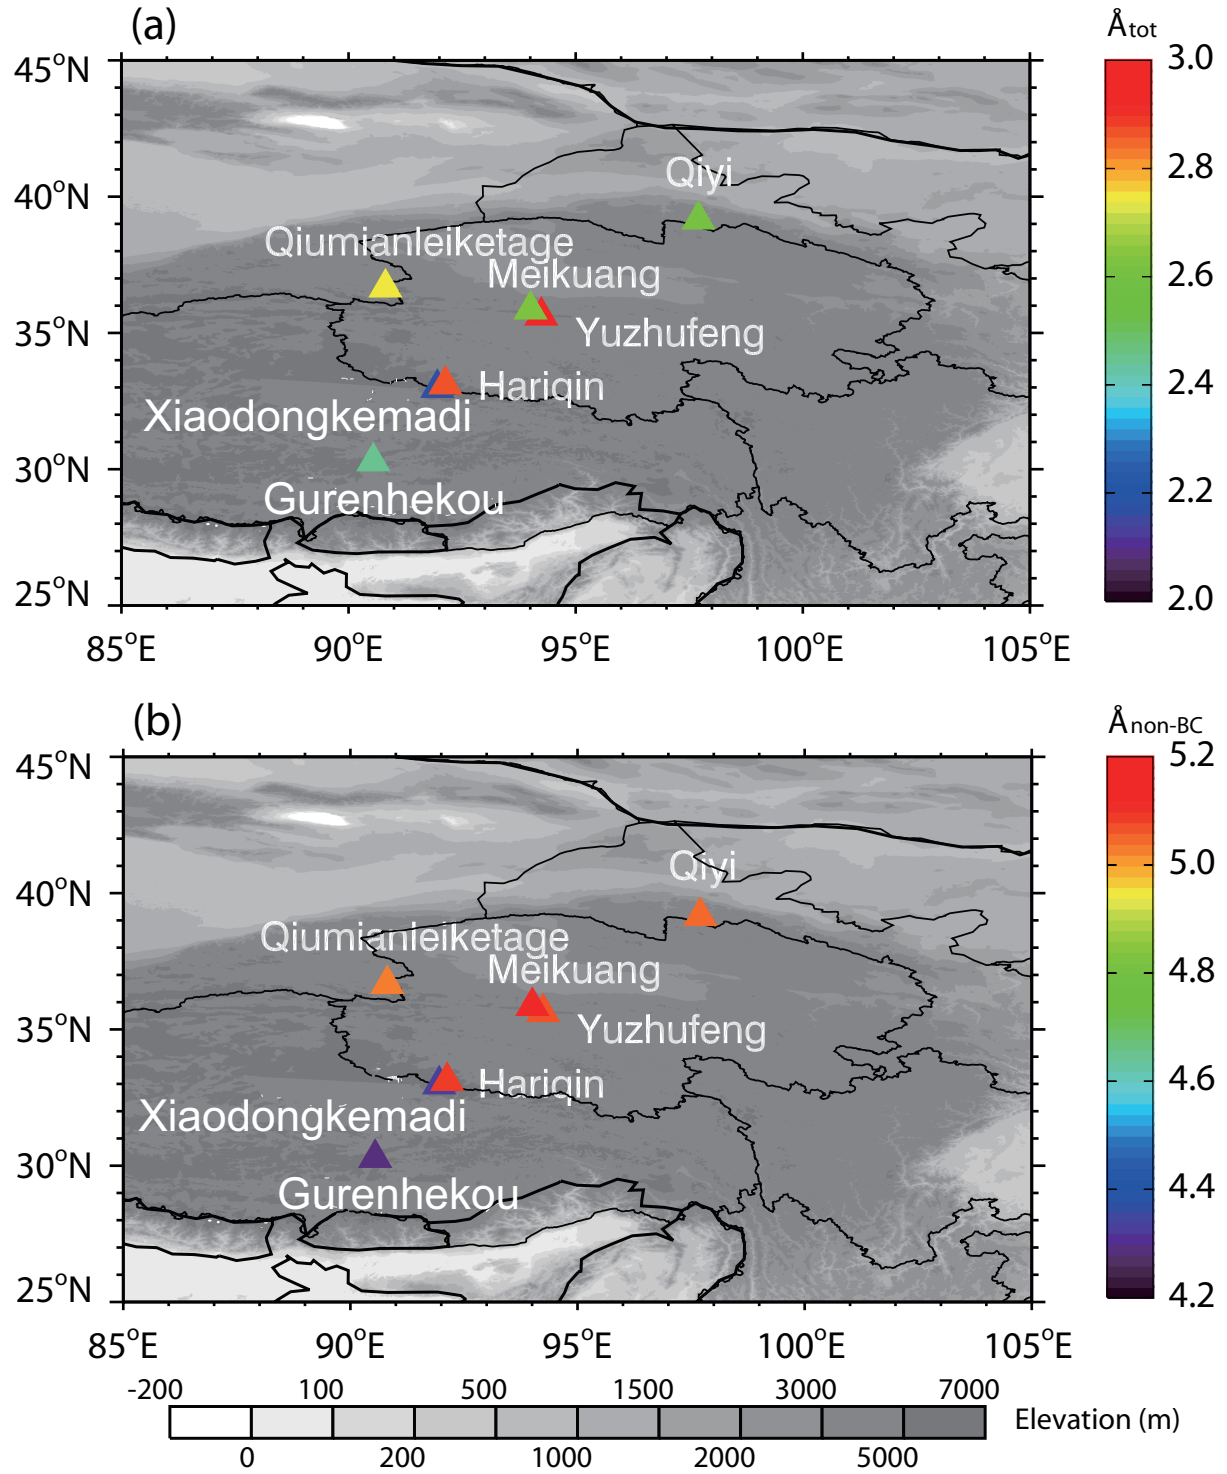 (a)
Åtot
45°N
40°N
35°N
30°N
25°N
85°E 90°E 95°E 100°E 105°E
Qiyi
Qiumianleiketage
Meikuang
Yuzhufeng
Hariqin
Xiaodongkemadi
Gurenhekou
3.0
2.8
2.6
2.4
2.2
2.0
(b)
Ånon-BC
45°N
40°N
35°N
30°N
25°N
85°E 90°E 95°E 100°E 105°E
Qiyi
Qiumianleiketage
Meikuang
Yuzhufeng
Hariqin
Xiaodongkemadi
Gurenhekou
5.2
5.0
4.8
4.6
4.4
4.2
-200 100 500 1500 3000 7000
Elevation (m)
0 200 1000 2000 5000